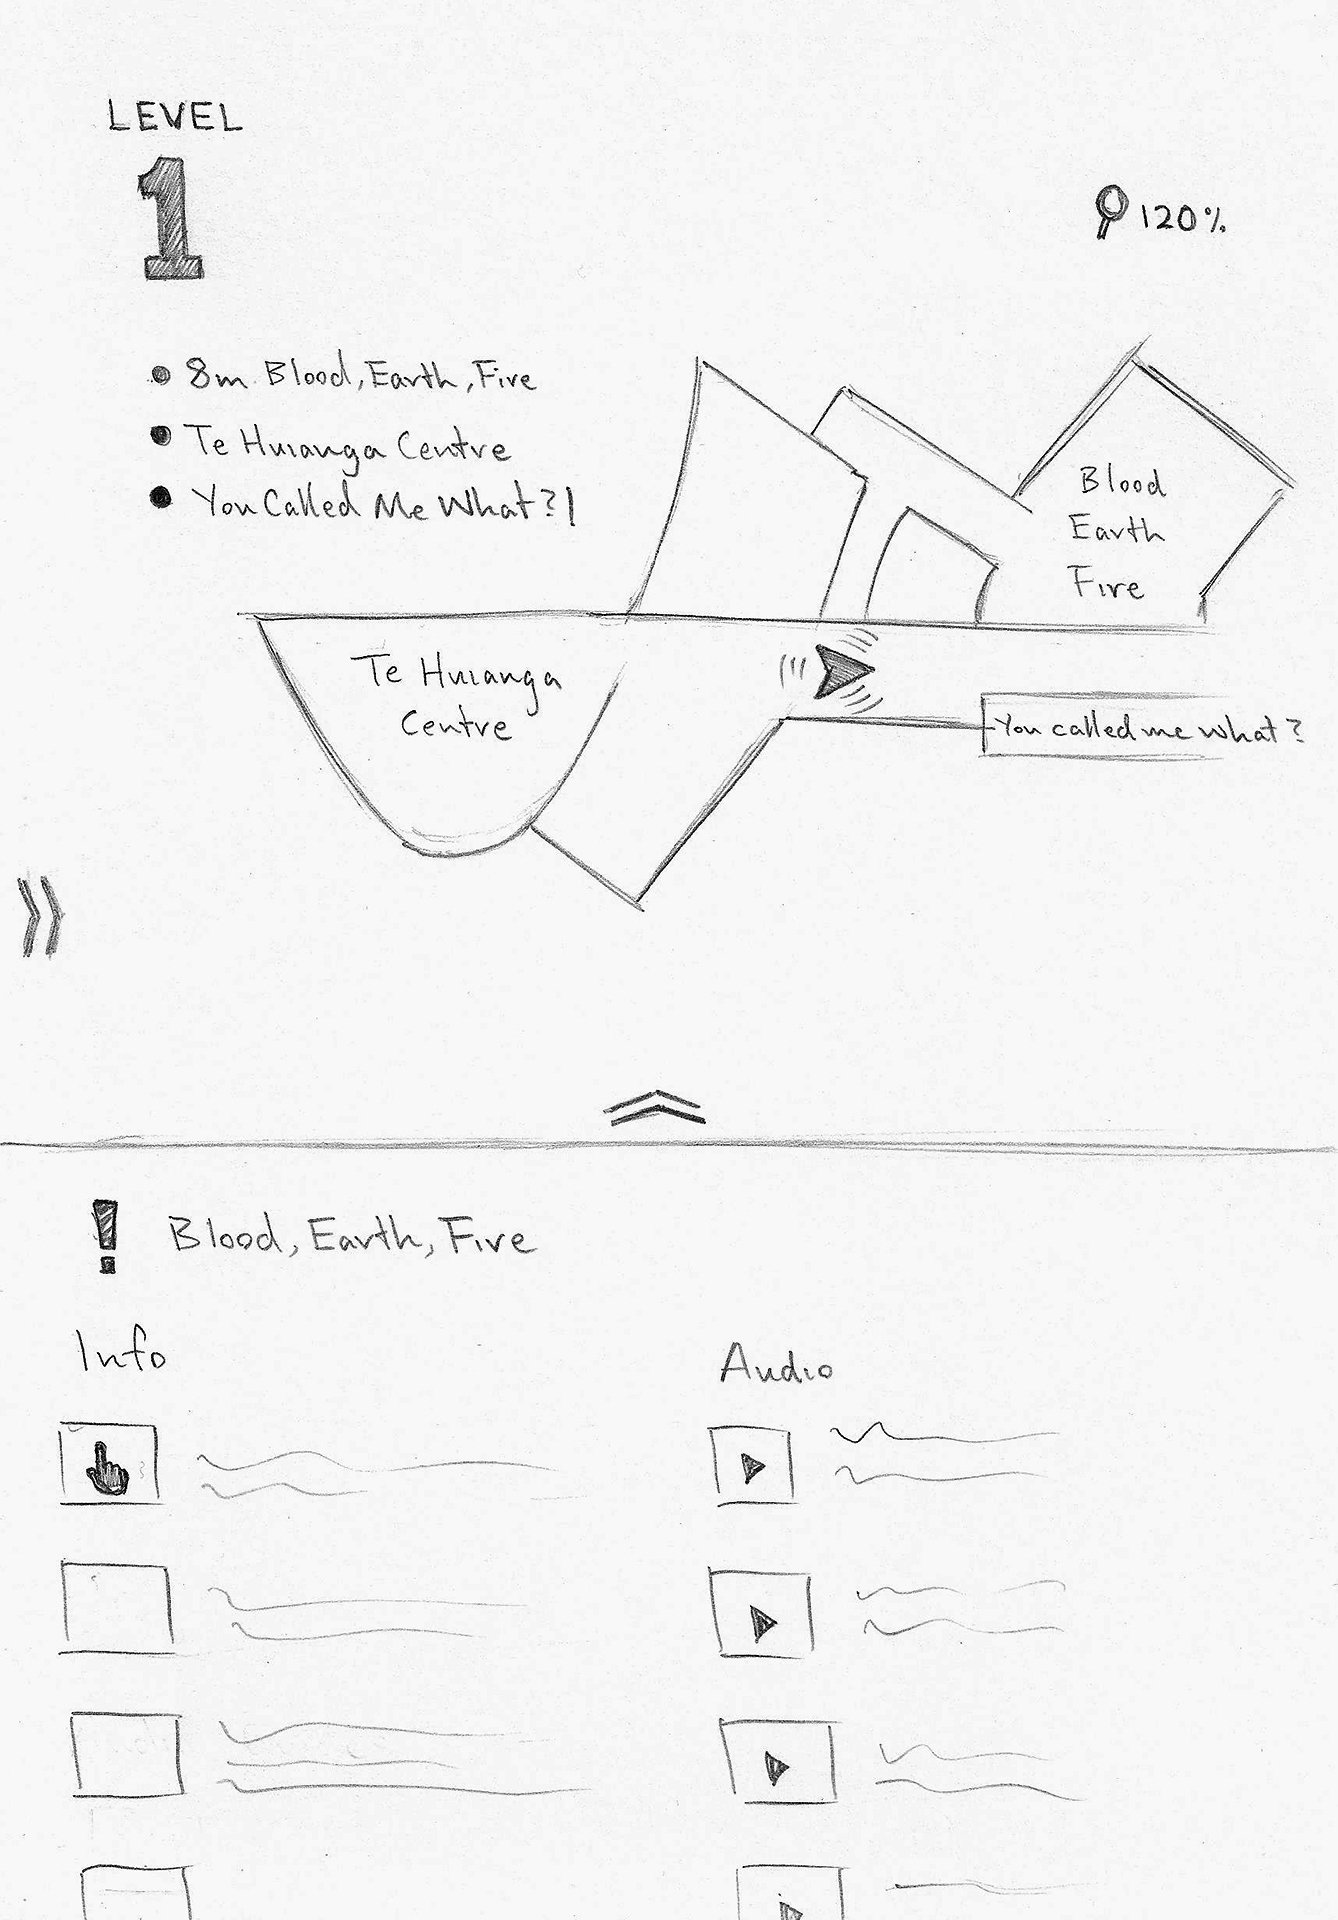 LEVEL
1
120%
8m Blood, Earth, Fire
Te Huianga Centre
You Called Me What?!
Blood
Earth
Fire
Te Huianga
Centre
You called me what?
! Blood, Earth, Fire
Info
Audio